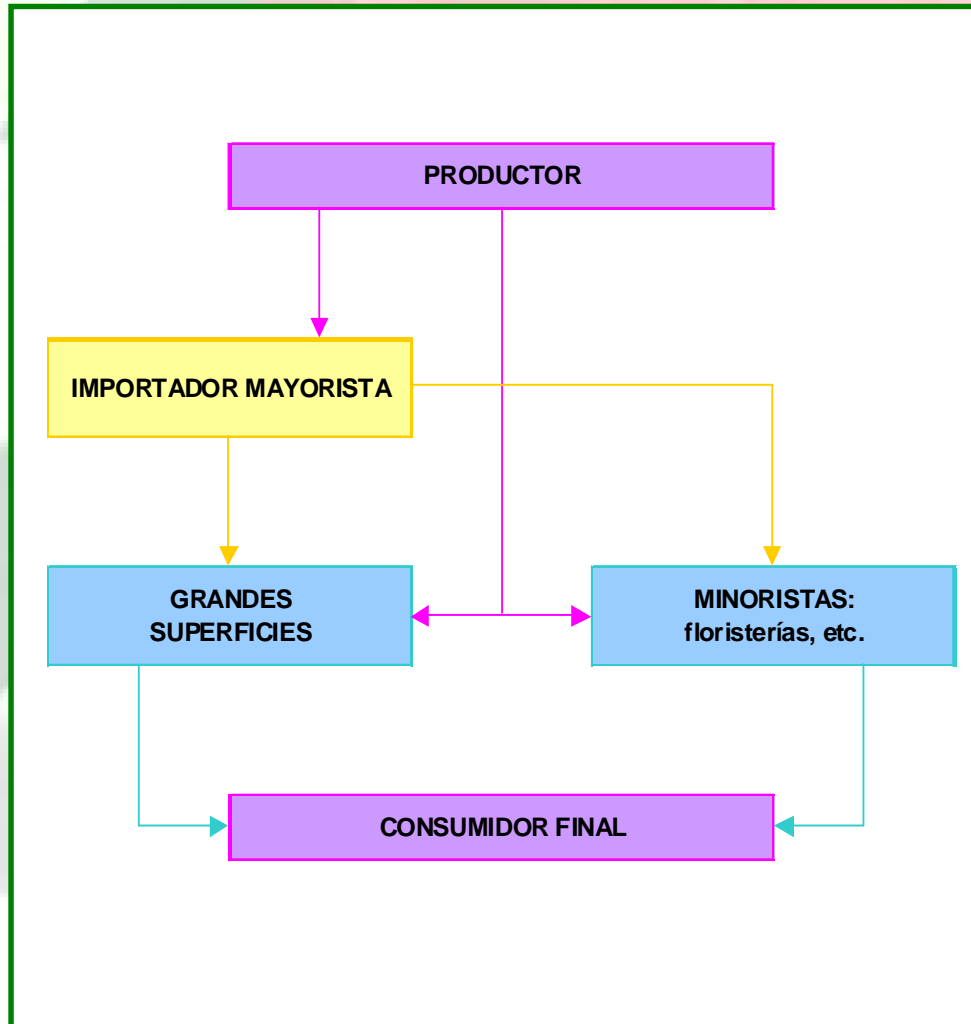 PRODUCTOR
IMPORTADOR MAYORISTA
GRANDES
SUPERFICIES
MINORISTAS:
floristerías, etc.
CONSUMIDOR FINAL